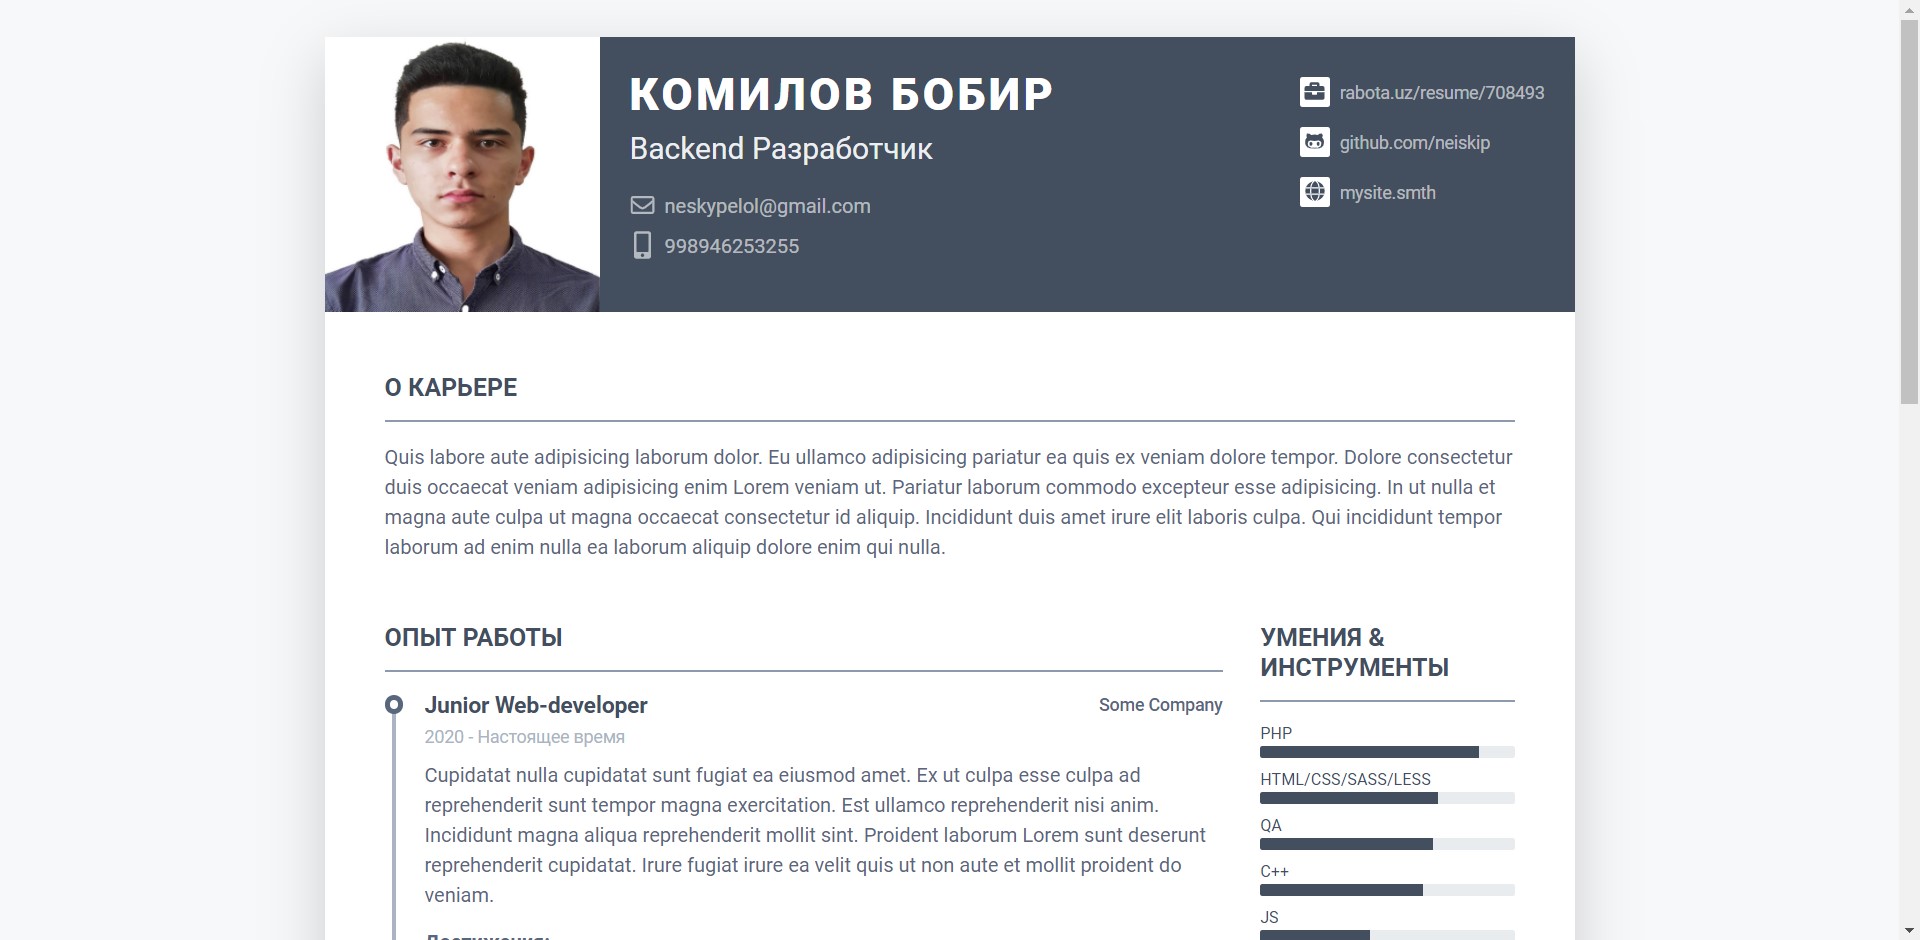 КОМИЛОВ БОБИР
Backend Разработчик
neskypelol@gmail.com
998946253255
rabota.uz/resume/708493
github.com/neiskip
mysite.smth
О КАРЬЕРЕ
Quis labore aute adipisicing laborum dolor. Eu ullamco adipisicing pariatur ea quis ex veniam dolore tempor. Dolore consectetur
duis occaecat veniam adipisicing enim Lorem veniam ut. Pariatur laborum commodo excepteur esse adipisicing. In ut nulla et
magna aute culpa ut magna occaecat consectetur id aliquip. Incididunt duis amet irure elit laboris culpa. Qui incididunt tempor
laborum ad enim nulla ea laborum aliquip dolore enim qui nulla.
ОПЫТ РАБОТЫ
Junior Web-developer
Some Company
2020 - Настоящее время
Cupidatat nulla cupidatat sunt fugiat ea eiusmod amet. Ex ut culpa esse culpa ad
reprehenderit sunt tempor magna exercitation. Est ullamco reprehenderit nisi anim.
Incididunt magna aliqua reprehenderit mollit sint. Proident laborum Lorem sunt deserunt
reprehenderit cupidatat. Irure fugiat irure ea velit quis ut non aute et mollit proident do
veniam.
Достижения:
УМЕНИЯ &
ИНСТРУМЕНТЫ
PHP
HTML/CSS/SASS/LESS
QA
C++
JS